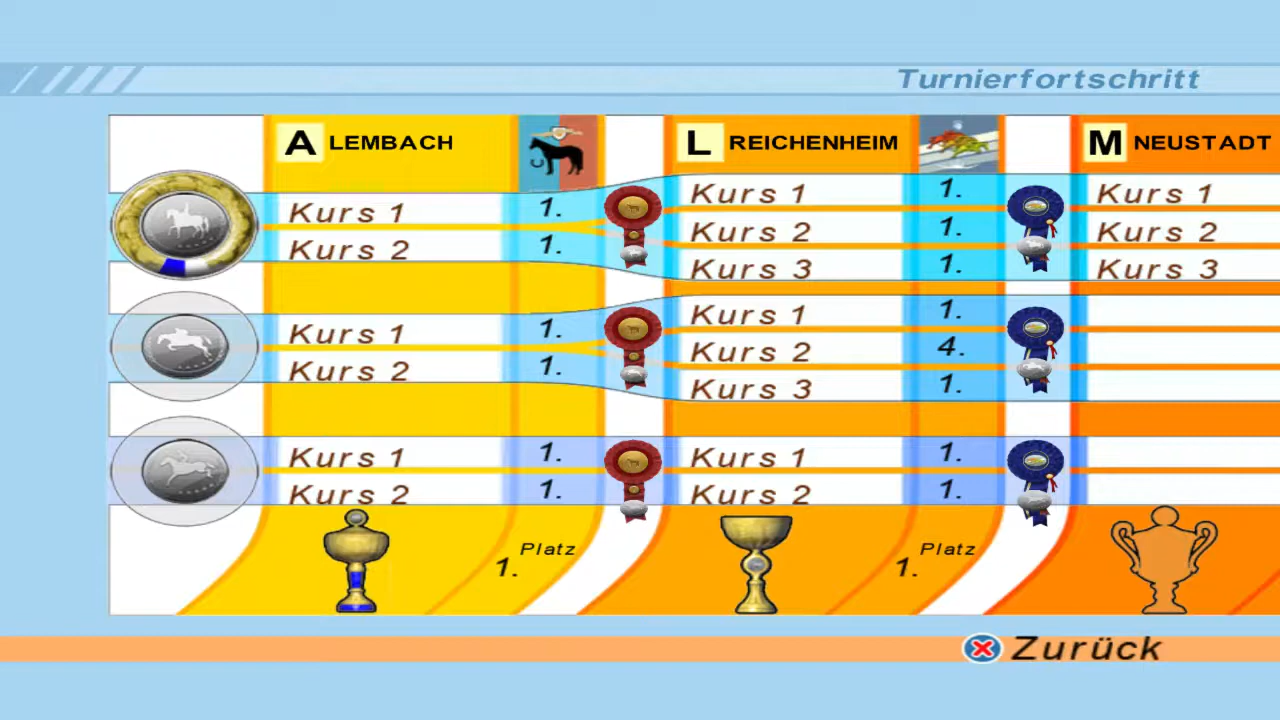 Turnierfortschritt
A LEMBACH L REICHENHEIM M NEUSTADT
Kurs 1 1. Kurs 1 1. Kurs 1
Kurs 2 1. Kurs 2 1. Kurs 2
Kurs 3 1. Kurs 3
Kurs 1 1. Kurs 1 1.
Kurs 2 1. Kurs 2 4.
Kurs 3 1.
Kurs 1 1. Kurs 1 1.
Kurs 2 1. Kurs 2 1.
Platz Platz
1. 1.
Zurück